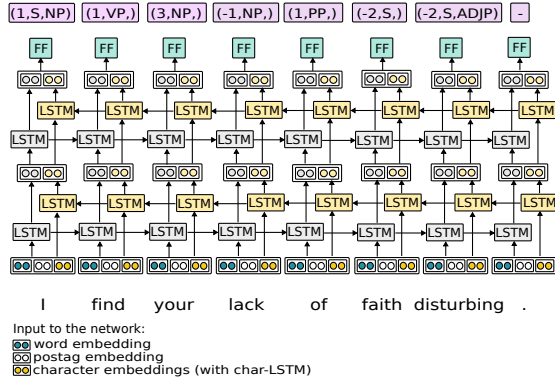 (1,S,NP) (1,VP,) (3,NP,) (-1,NP,) (1,PP,) (-2,S,) (-2,S,ADJP) -
FF FF FF FF FF FF FF FF
LSTM LSTM LSTM LSTM LSTM LSTM LSTM LSTM
LSTM LSTM LSTM LSTM LSTM LSTM LSTM LSTM
LSTM LSTM LSTM LSTM LSTM LSTM LSTM LSTM
LSTM LSTM LSTM LSTM LSTM LSTM LSTM LSTM
I find your lack of faith disturbing .
Input to the network:
word embedding
postag embedding
character embeddings (with char-LSTM)